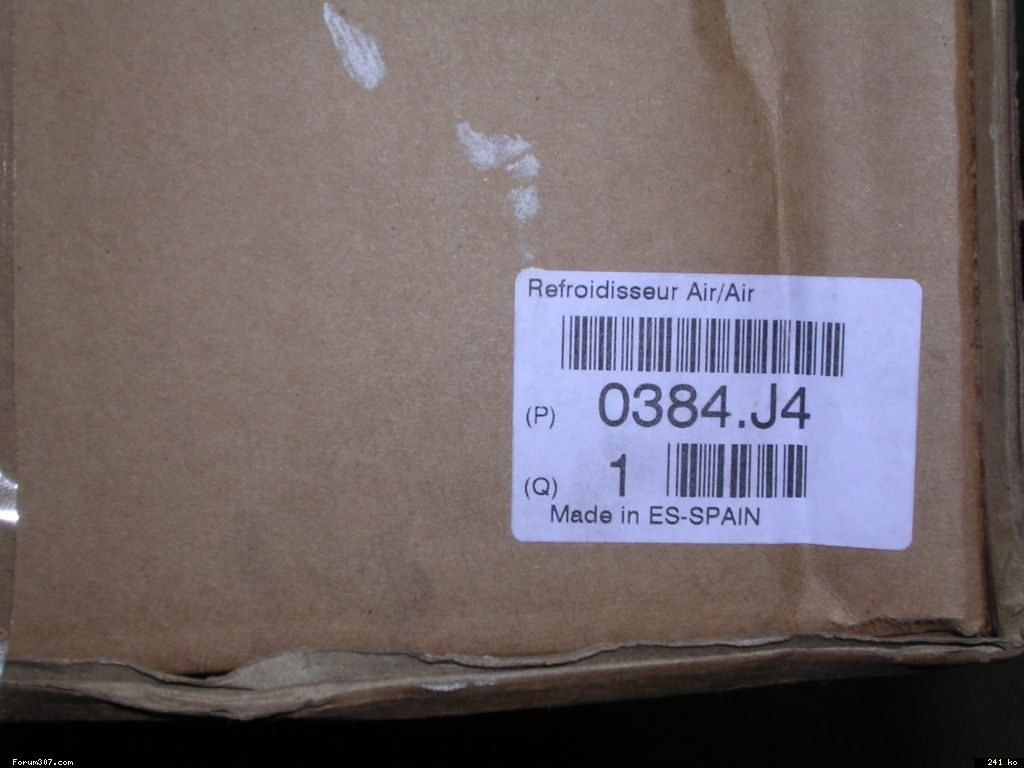 Refroidisseur Air/Air
(P) 0384.J4
(Q) 1
Made in ES-SPAIN
Forum307.com 241 ko